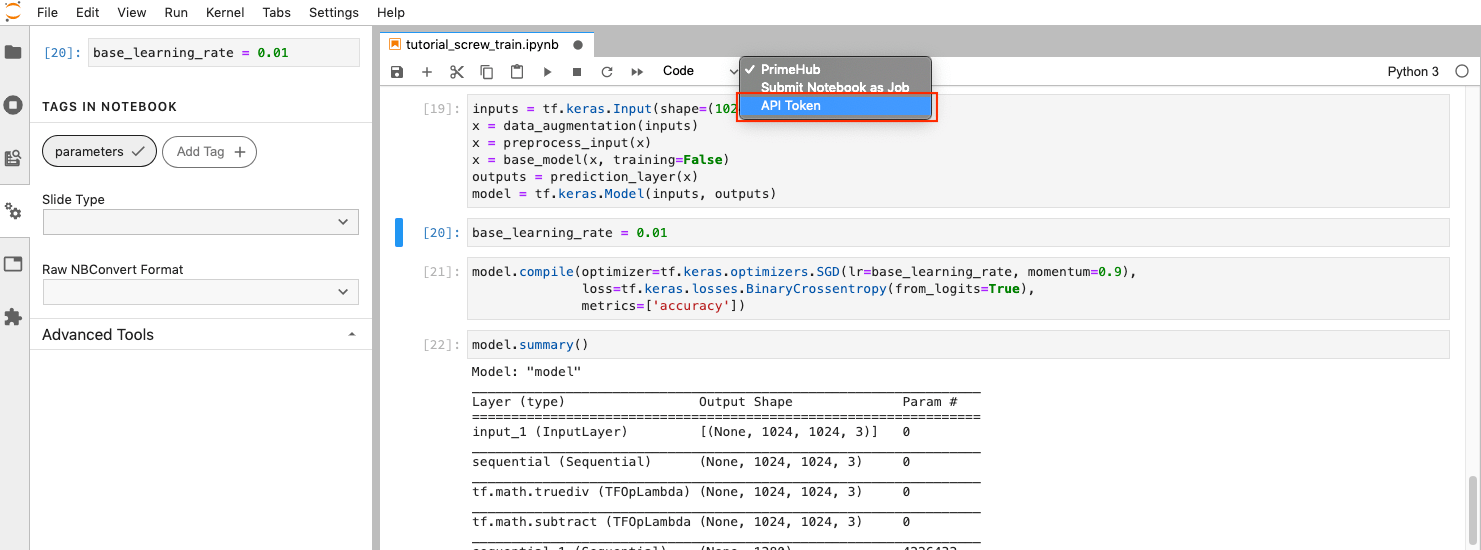 File Edit View Run Kernel Tabs Settings Help
[20]: base_learning_rate = 0.01
TAGS IN NOTEBOOK
parameters
Add Tag
Slide Type
Raw NBConvert Format
Advanced Tools
tutorial_screw_train.ipynb
Code
PrimeHub
Submit Notebook as Job
API Token
Python 3
[19]: inputs = tf.keras.Input(shape=(102
x = data_augmentation(inputs)
x = preprocess_input(x)
x = base_model(x, training=False)
outputs = prediction_layer(x)
model = tf.keras.Model(inputs, outputs)
[20]: base_learning_rate = 0.01
[21]: model.compile(optimizer=tf.keras.optimizers.SGD(lr=base_learning_rate, momentum=0.9),
loss=tf.keras.losses.BinaryCrossentropy(from_logits=True),
metrics=['accuracy'])
[22]: model.summary()
Model: "model"
Layer (type) Output Shape Param #
input_1 (InputLayer) [(None, 1024, 1024, 3)] 0
sequential (Sequential) (None, 1024, 1024, 3) 0
tf.math.truediv (TFOpLambda) (None, 1024, 1024, 3) 0
tf.math.subtract (TFOpLambda (None, 1024, 1024, 3) 0